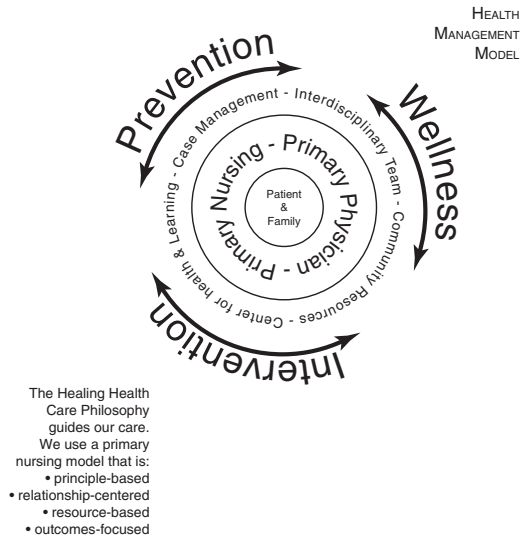 HEALTH
MANAGEMENT
MODEL
Prevention
Wellness
Intervention
Case Management - Interdisciplinary Team - Community Resources - Center for health & Learning -
Primary Nursing - Primary Physician -
Patient
&
Family
The Healing Health
Care Philosophy
guides our care.
We use a primary
nursing model that is:
• principle-based
• relationship-centered
• resource-based
• outcomes-focused